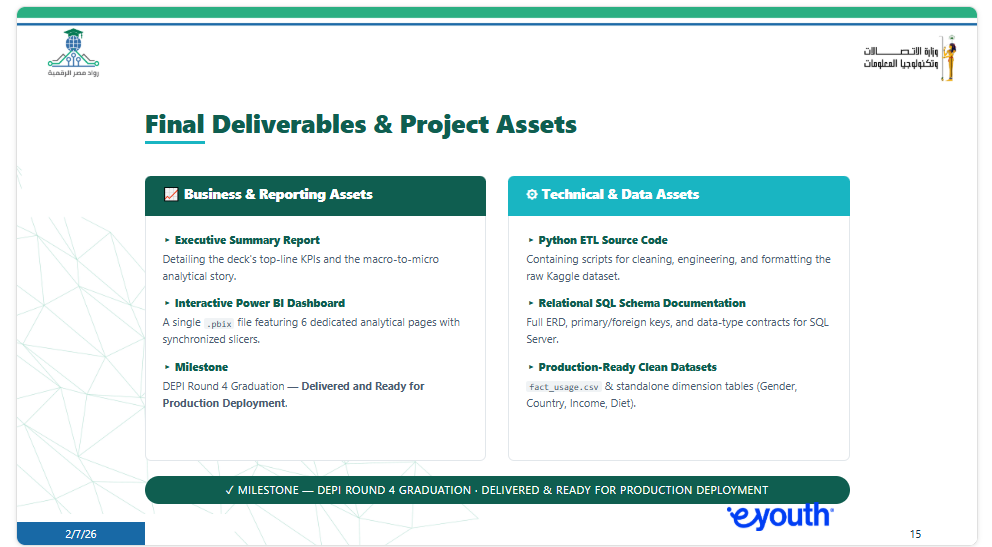 رواد مصر الرقمية
وزارة الاتصـــــالات
وتكنولوجيا المعلومات
Final Deliverables & Project Assets
Business & Reporting Assets
‣ Executive Summary Report
Detailing the deck's top-line KPIs and the macro-to-micro
analytical story.
‣ Interactive Power BI Dashboard
A single .pbix file featuring 6 dedicated analytical pages with
synchronized slicers.
‣ Milestone
DEPI Round 4 Graduation — Delivered and Ready for
Production Deployment.
Technical & Data Assets
‣ Python ETL Source Code
Containing scripts for cleaning, engineering, and formatting the
raw Kaggle dataset.
‣ Relational SQL Schema Documentation
Full ERD, primary/foreign keys, and data-type contracts for SQL
Server.
‣ Production-Ready Clean Datasets
fact_usage.csv & standalone dimension tables (Gender,
Country, Income, Diet).
✓ MILESTONE — DEPI ROUND 4 GRADUATION · DELIVERED & READY FOR PRODUCTION DEPLOYMENT
eyouth
2/7/26
15